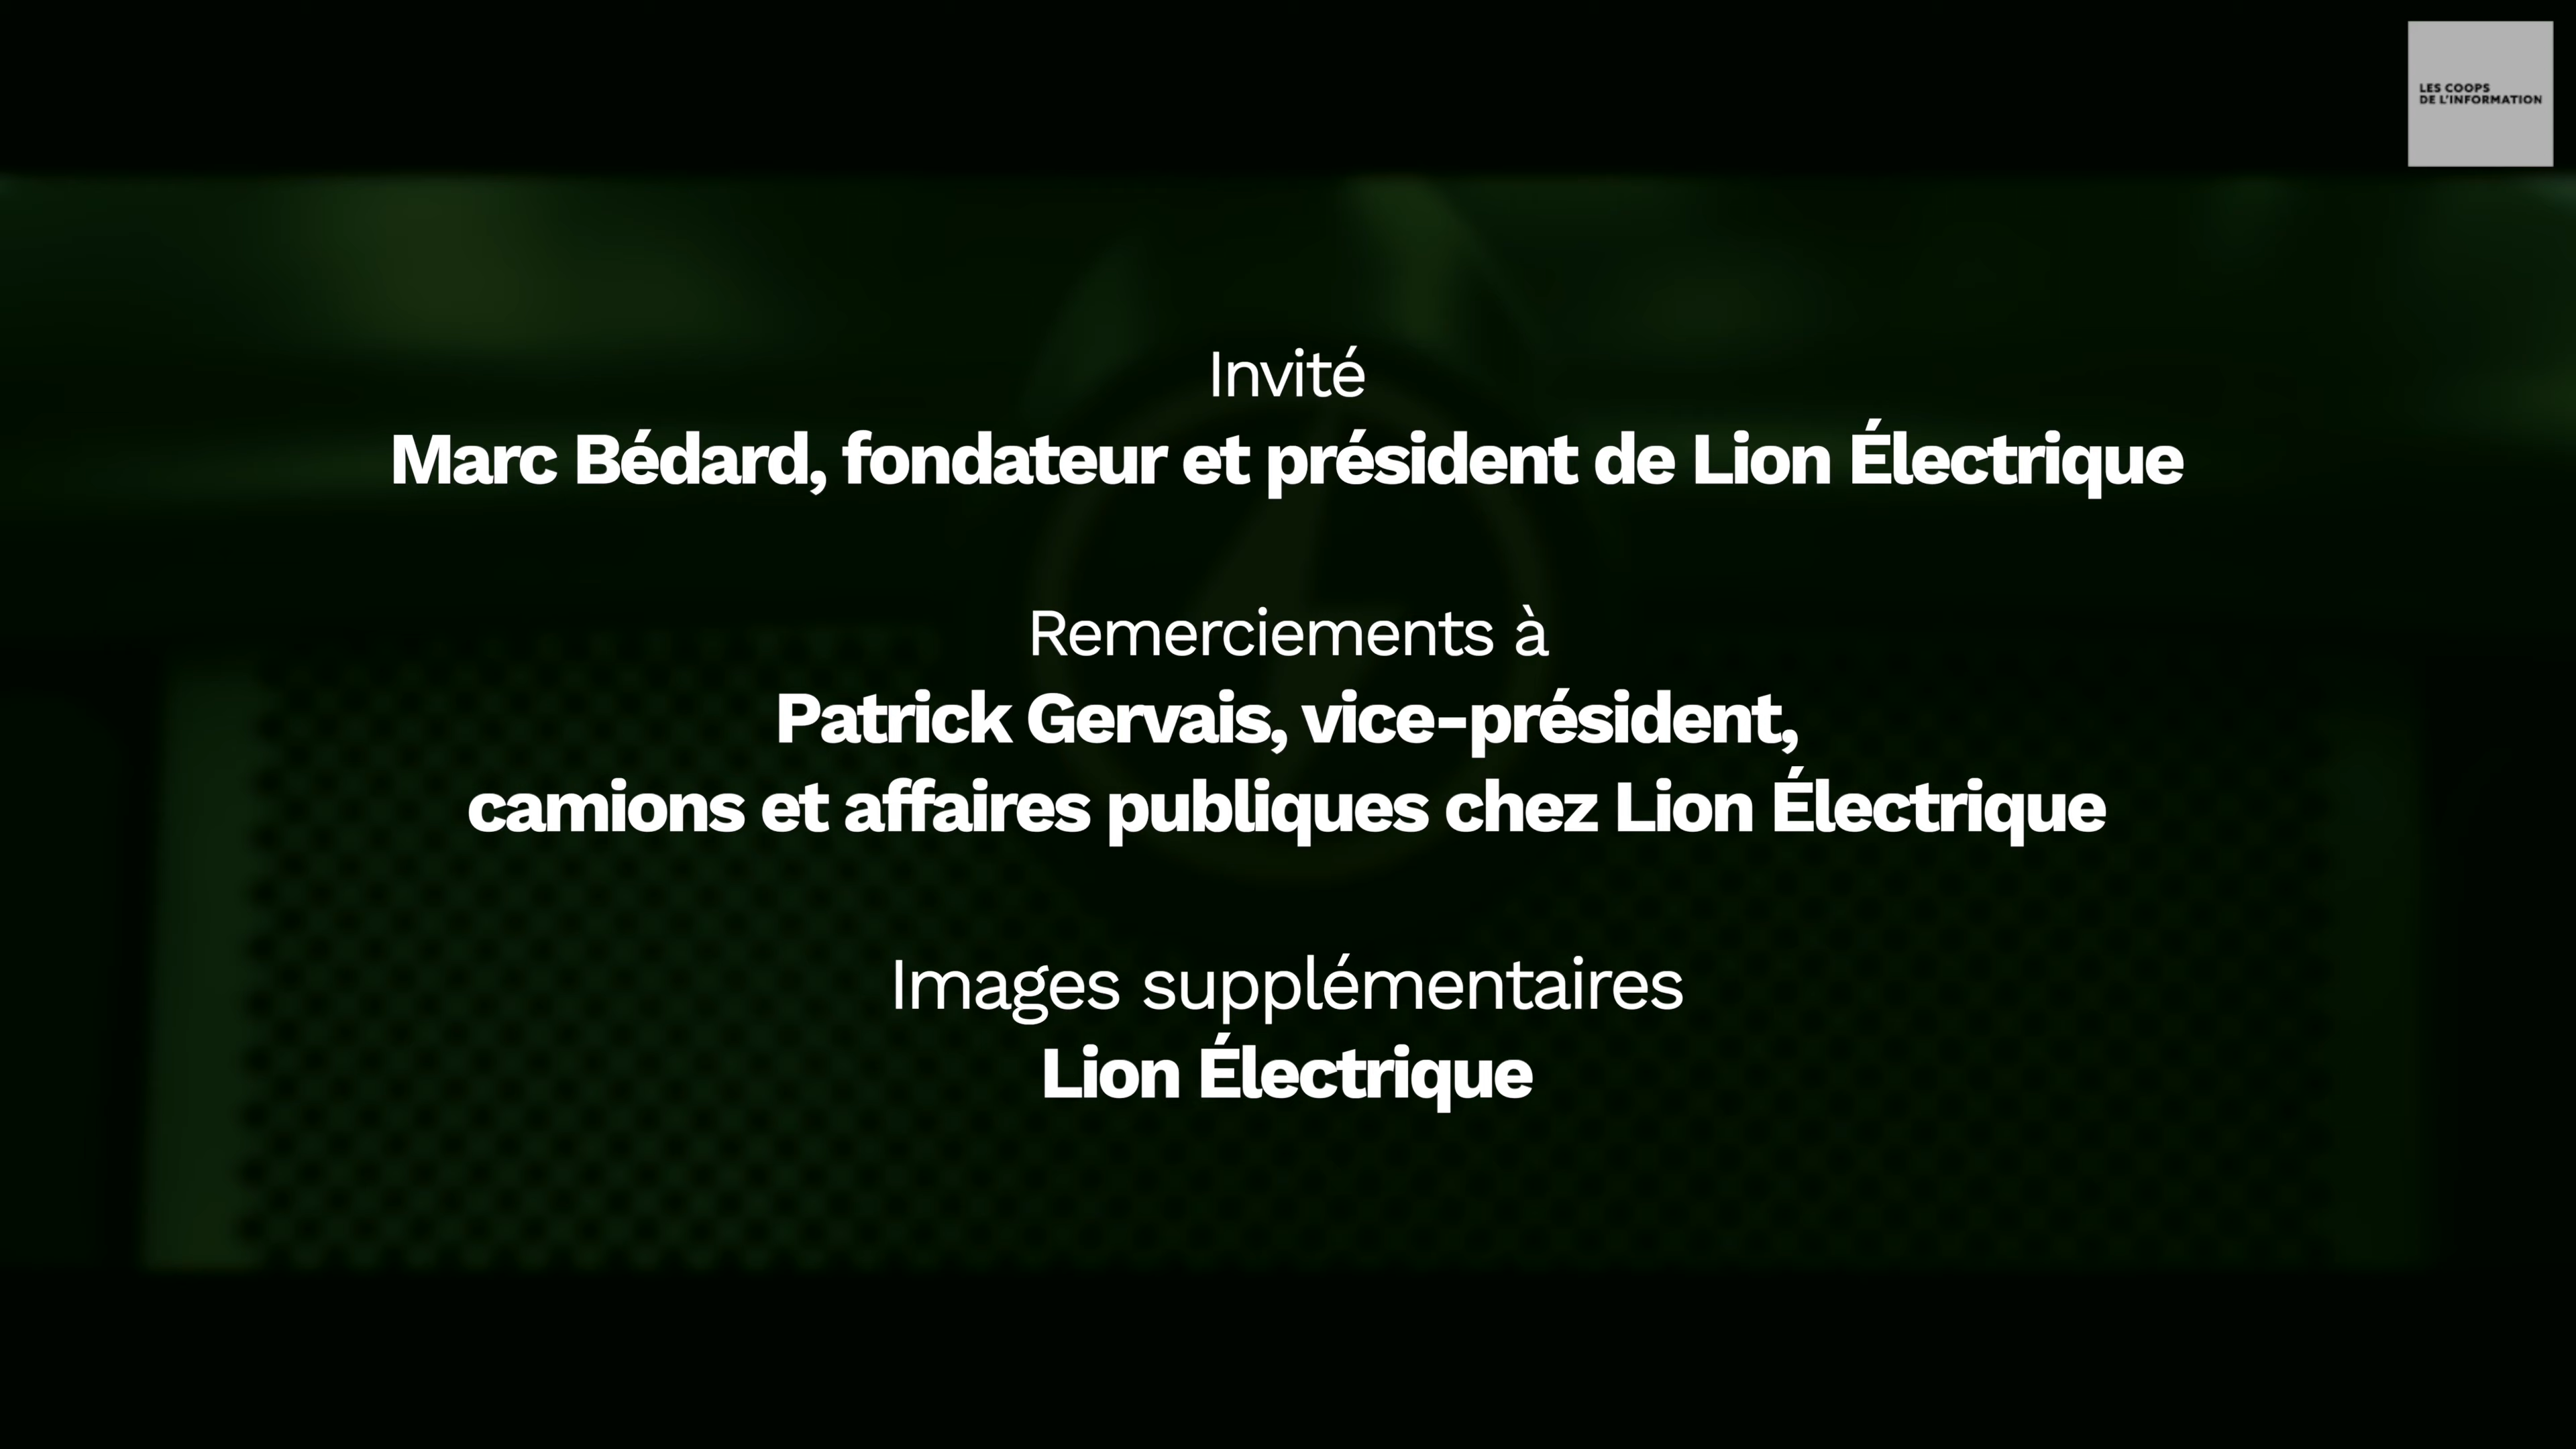 LES COOPS
DE L'INFORMATION
Invité
Marc Bédard, fondateur et président de Lion Électrique
Remerciements à
Patrick Gervais, vice-président,
camions et affaires publiques chez Lion Électrique
Images supplémentaires
Lion Électrique